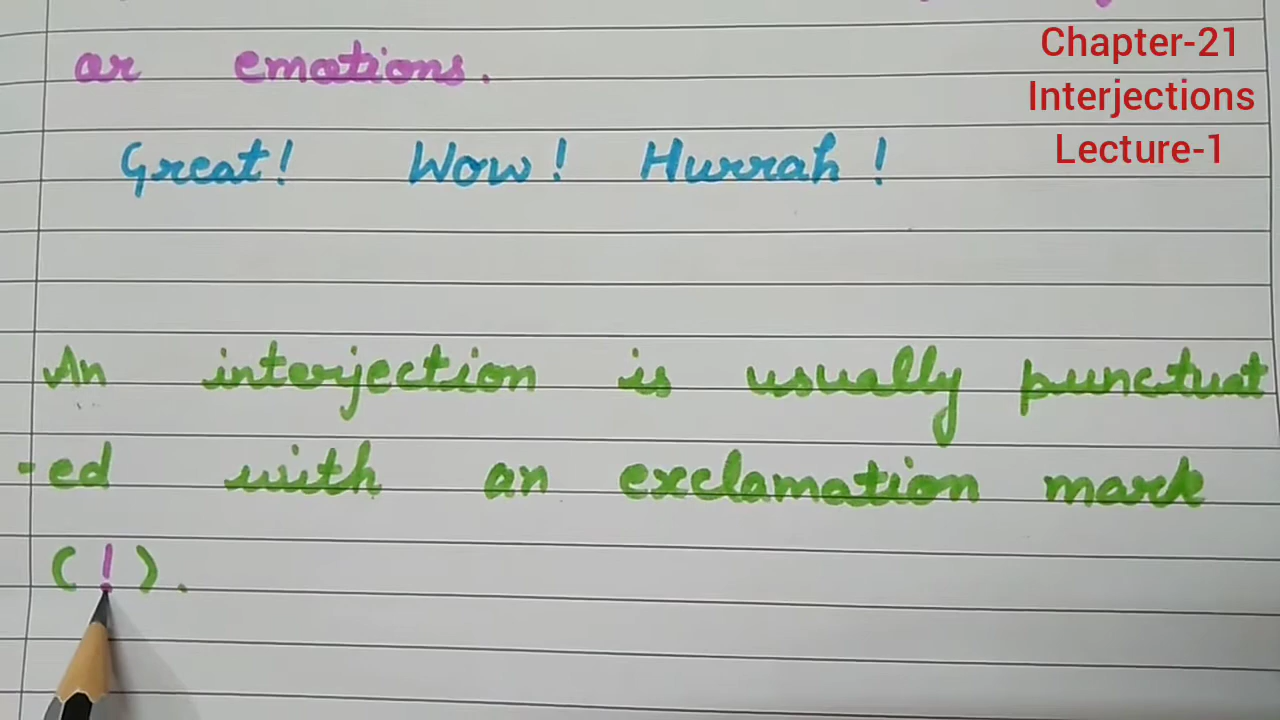 or emotions.
Chapter-21
Interjections
Lecture-1
Great! Wow! Hurrah!
An interjection is usually punctuat
-ed with an exclamation mark
(!).